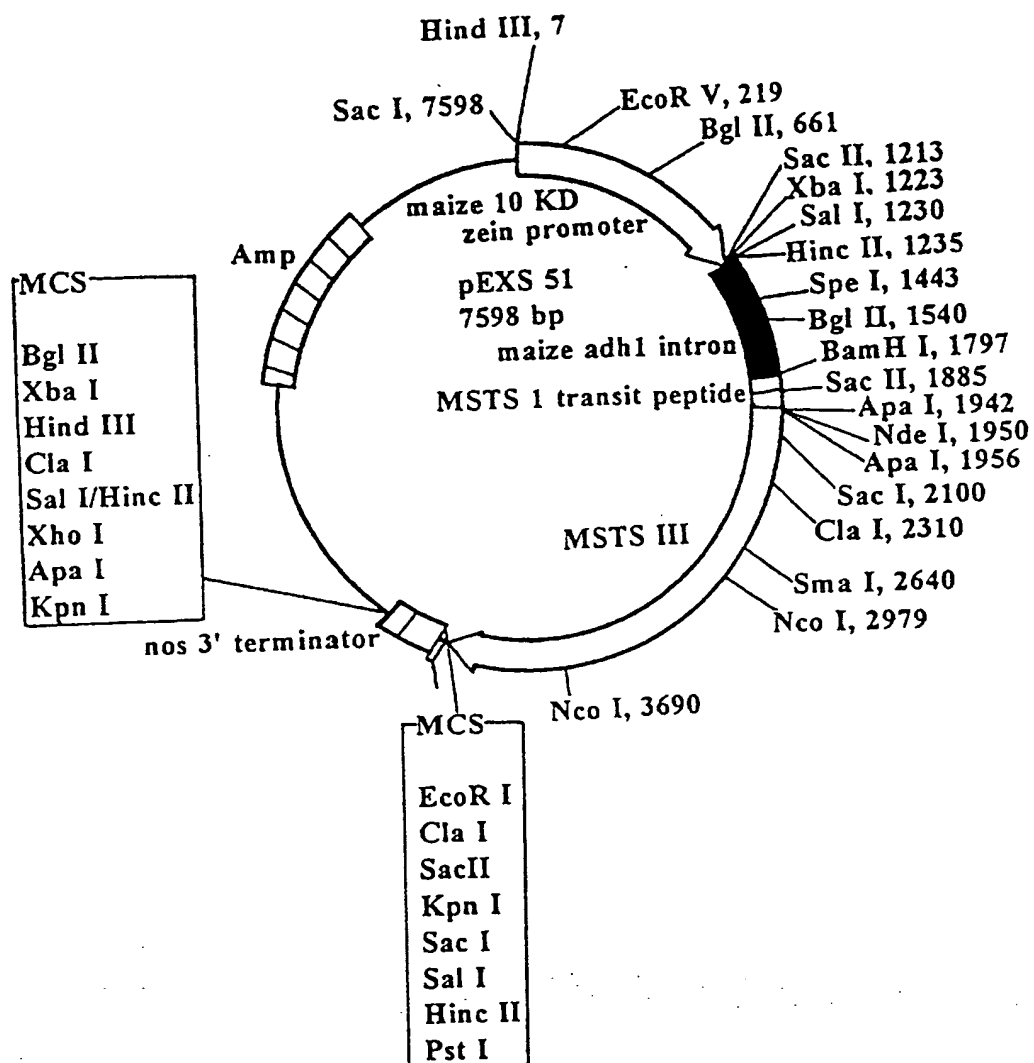 Hind III, 7
Sac I, 7598
EcoR V, 219
Bgl II, 661
Sac II, 1213
Xba I, 1223
Sal I, 1230
Hinc II, 1235
Spe I, 1443
Bgl II, 1540
BamH I, 1797
Sac II, 1885
Apa I, 1942
Nde I, 1950
Apa I, 1956
Sac I, 2100
Cla I, 2310
Sma I, 2640
Nco I, 2979
Nco I, 3690
maize 10 KD
zein promoter
pEXS 51
7598 bp
maize adh1 intron
MSTS 1 transit peptide
MSTS III
Amp
nos 3' terminator
MCS
Bgl II
Xba I
Hind III
Cla I
Sal I/Hinc II
Xho I
Apa I
Kpn I
MCS
EcoR I
Cla I
SacII
Kpn I
Sac I
Sal I
Hinc II
Pst I